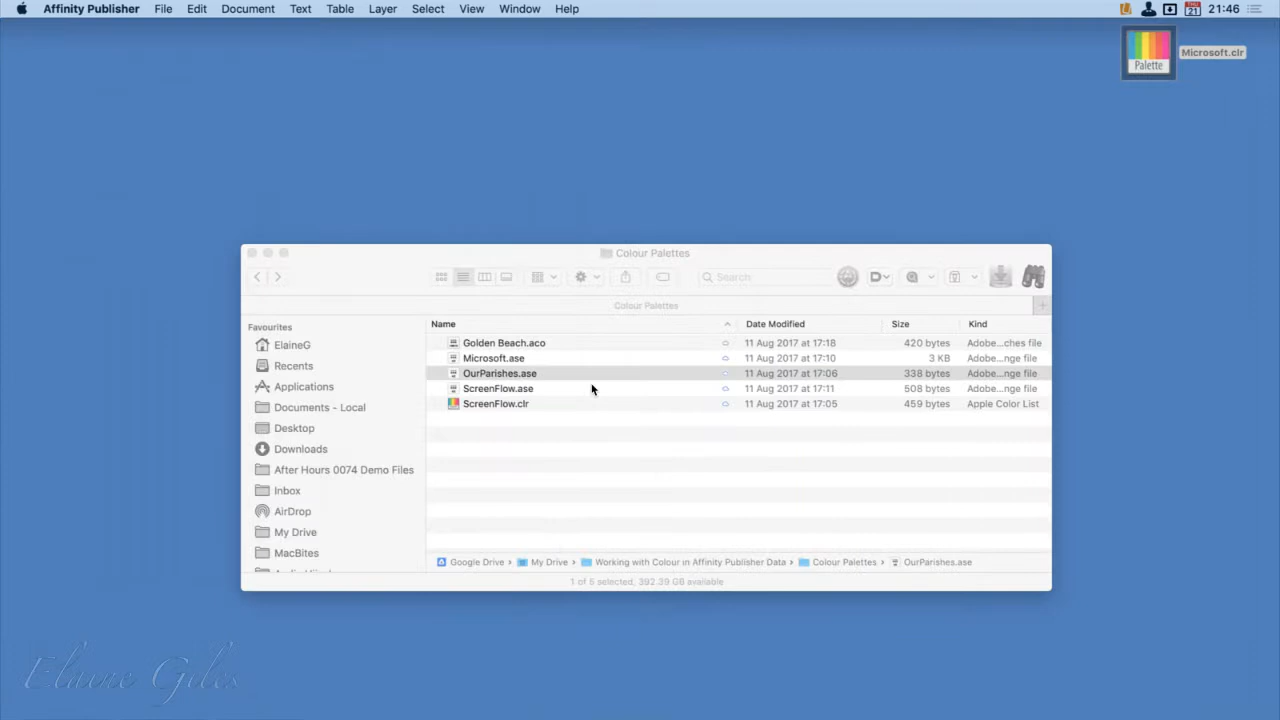 Affinity Publisher File Edit Document Text Table Layer Select View Window Help THU 21 21:46
Palette
Microsoft.clr
Colour Palettes
Search
Colour Palettes
Favourites
ElaineG
Recents
Applications
Documents - Local
Desktop
Downloads
After Hours 0074 Demo Files
Inbox
AirDrop
My Drive
MacBites
Name Date Modified Size Kind
Golden Beach.aco 11 Aug 2017 at 17:18 420 bytes Adobe...ches file
Microsoft.ase 11 Aug 2017 at 17:10 3 KB Adobe...nge file
OurParishes.ase 11 Aug 2017 at 17:06 338 bytes Adobe...nge file
ScreenFlow.ase 11 Aug 2017 at 17:11 508 bytes Adobe...nge file
ScreenFlow.clr 11 Aug 2017 at 17:05 459 bytes Apple Color List
Google Drive › My Drive › Working with Colour in Affinity Publisher Data › Colour Palettes › OurParishes.ase
1 of 5 selected, 392.39 GB available
Elaine Giles